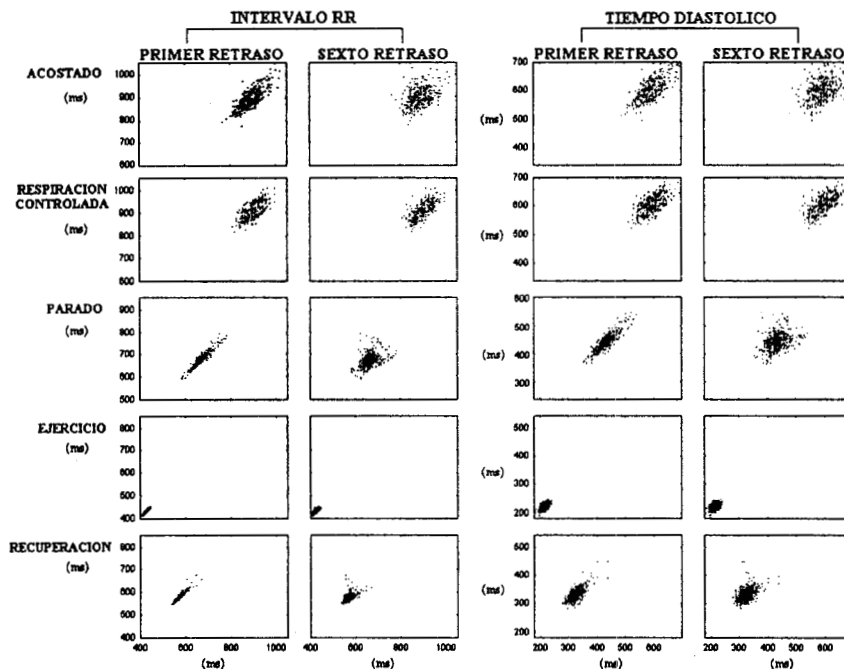 INTERVALO RR
TIEMPO DIASTOLICO
PRIMER RETRASO
SEXTO RETRASO
PRIMER RETRASO
SEXTO RETRASO
ACOSTADO
(ms)
1000
900
800
700
600
(ms)
700
600
500
400
RESPIRACION
CONTROLADA
(ms)
1000
900
800
700
600
(ms)
700
600
500
400
PARADO
(ms)
900
800
700
600
500
(ms)
600
500
400
300
EJERCICIO
(ms)
800
700
600
500
400
(ms)
500
400
300
200
RECUPERACION
(ms)
800
700
600
500
400
(ms)
500
400
300
200
400 600 800 1000
400 600 800 1000
200 300 400 500 600
200 300 400 500 600
(ms)
(ms)
(ms)
(ms)